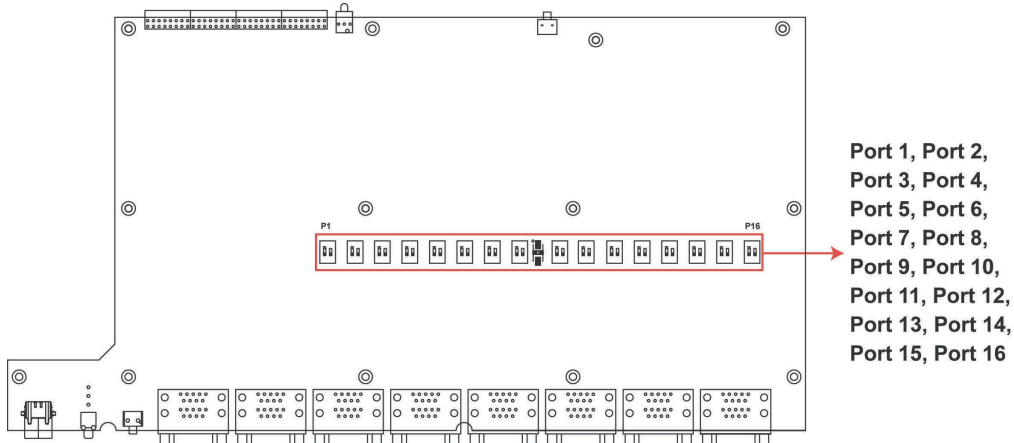 P1
P16
Port 1, Port 2,
Port 3, Port 4,
Port 5, Port 6,
Port 7, Port 8,
Port 9, Port 10,
Port 11, Port 12,
Port 13, Port 14,
Port 15, Port 16